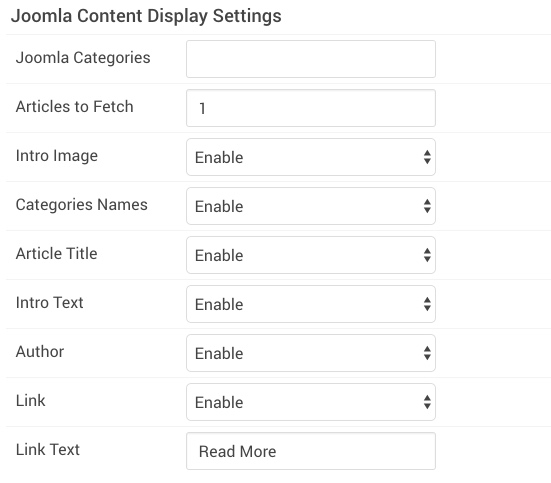 Joomla Content Display Settings
Joomla Categories
Articles to Fetch 1
Intro Image Enable
Categories Names Enable
Article Title Enable
Intro Text Enable
Author Enable
Link Enable
Link Text Read More